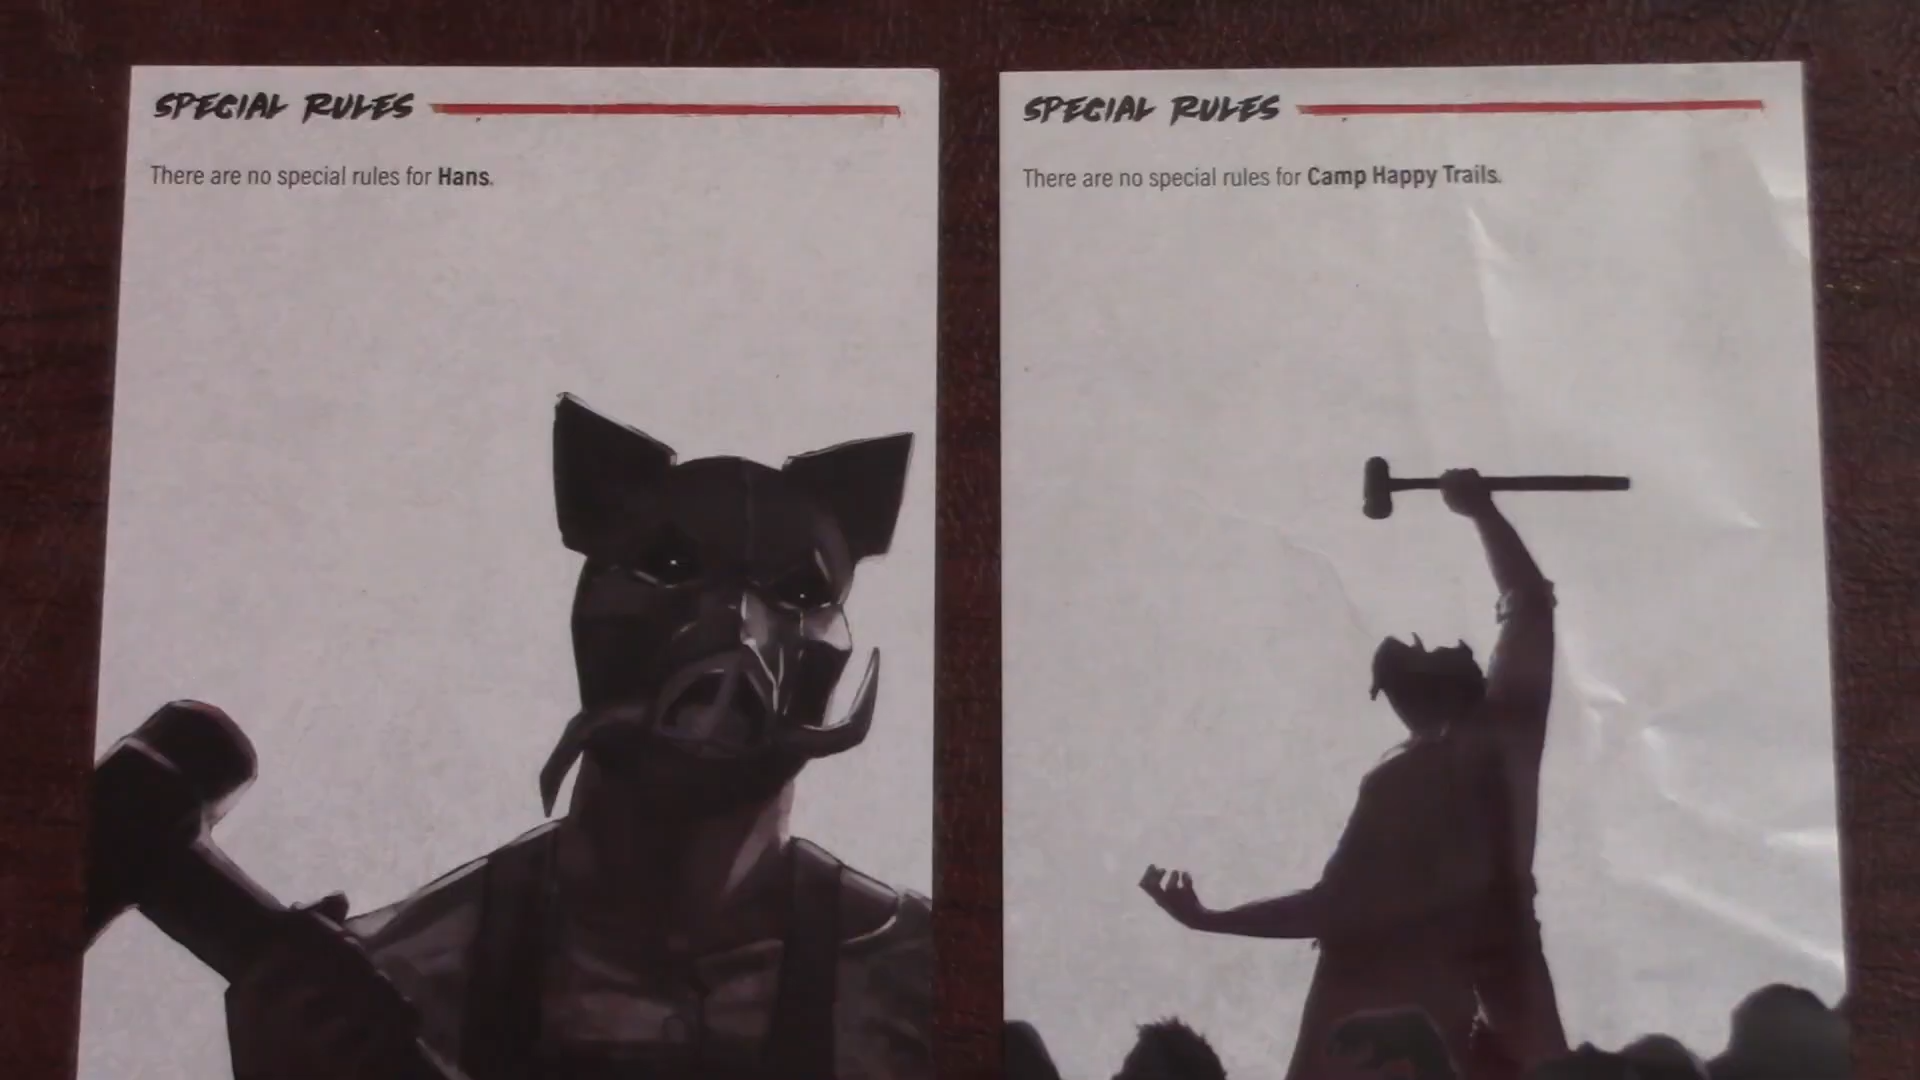 SPECIAL RULES
There are no special rules for Hans.
SPECIAL RULES
There are no special rules for Camp Happy Trails.